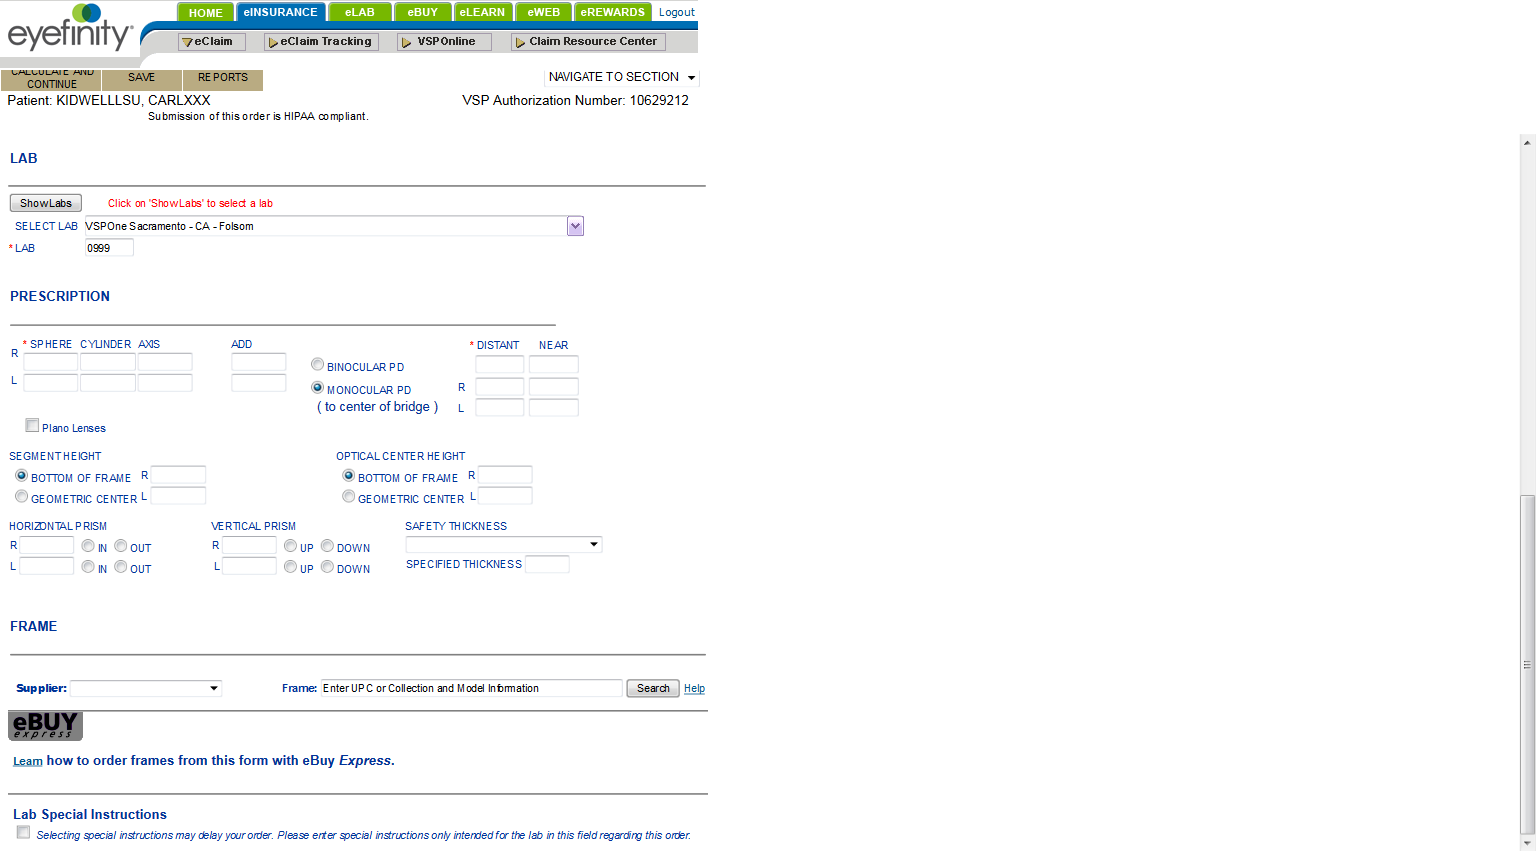 HOME eINSURANCE eLAB eBUY eLEARN eWEB eREWARDS Logout
eyefinity
eClaim eClaim Tracking VSPOnline Claim Resource Center
CALCULATE AND CONTINUE SAVE REPORTS NAVIGATE TO SECTION
Patient: KIDWELLLSU, CARLXXX VSP Authorization Number: 10629212
Submission of this order is HIPAA compliant.
LAB
Show Labs Click on 'Show Labs' to select a lab
SELECT LAB VSPOne Sacramento - CA - Folsom
* LAB 0999
PRESCRIPTION
* SPHERE CYLINDER AXIS ADD * DISTANT NEAR
R BINOCULAR PD
L MONOCULAR PD R
( to center of bridge ) L
Plano Lenses
SEGMENT HEIGHT OPTICAL CENTER HEIGHT
BOTTOM OF FRAME R BOTTOM OF FRAME R
GEOMETRIC CENTER L GEOMETRIC CENTER L
HORIZONTAL PRISM VERTICAL PRISM SAFETY THICKNESS
R IN OUT R UP DOWN
L IN OUT L UP DOWN SPECIFIED THICKNESS
FRAME
Supplier: Frame: Enter UPC or Collection and Model Information Search Help
eBUY
express
Learn how to order frames from this form with eBuy Express.
Lab Special Instructions
Selecting special instructions may delay your order. Please enter special instructions only intended for the lab in this field regarding this order.